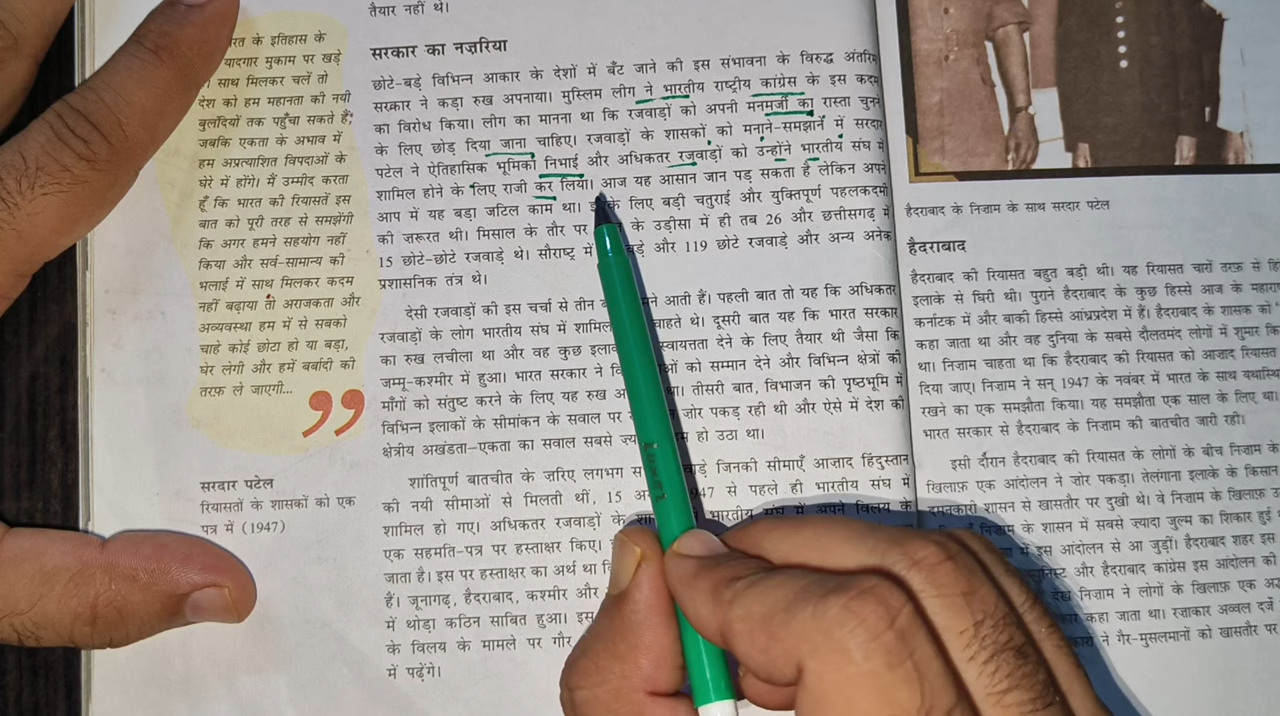 तैयार नहीं थे।
रत के इतिहास के
यादगार मुकाम पर खड़े
साथ मिलकर चलें तो
देश को हम महानता की नयी
बुलंदियों तक पहुँचा सकते हैं;
जबकि एकता के अभाव में
हम अप्रत्याशित विपदाओं के
घेरे में होंगे। मैं उम्मीद करता
हूँ कि भारत की रियासतें इस
बात को पूरी तरह से समझेंगी
कि अगर हमने सहयोग नहीं
किया और सर्व-सामान्य की
भलाई में साथ मिलकर कदम
नहीं बढ़ाया तो अराजकता और
अव्यवस्था हम में से सबको
चाहे कोई छोटा हो या बड़ा,
घेर लेगी और हमें बर्बादी की
तरफ़ ले जाएगी...
”
सरदार पटेल
रियासतों के शासकों को एक
पत्र में (1947)
सरकार का नज़रिया
छोटे-बड़े विभिन्न आकार के देशों में बँट जाने की इस संभावना के विरुद्ध अंतरिम
सरकार ने कड़ा रुख अपनाया। मुस्लिम लीग ने भारतीय राष्ट्रीय कांग्रेस के इस कदम
का विरोध किया। लीग का मानना था कि रजवाड़ों को अपनी मनमर्जी का रास्ता चुनने
के लिए छोड़ दिया जाना चाहिए। रजवाड़ों के शासकों को मनाने-समझाने में सरदार
पटेल ने ऐतिहासिक भूमिका निभाई और अधिकतर रजवाड़ों को उन्होंने भारतीय संघ में
शामिल होने के लिए राजी कर लिया। आज यह आसान जान पड़ सकता है लेकिन अपने
आप में यह बड़ा जटिल काम था। इसके लिए बड़ी चतुराई और युक्तिपूर्ण पहलकदमी
की ज़रूरत थी। मिसाल के तौर पर के उड़ीसा में ही तब 26 और छत्तीसगढ़ में
15 छोटे-छोटे रजवाड़े थे। सौराष्ट्र में बड़े और 119 छोटे रजवाड़े और अन्य अनेक
प्रशासनिक तंत्र थे।
देसी रजवाड़ों की इस चर्चा से तीन मने आती हैं। पहली बात तो यह कि अधिकतर
रजवाड़ों के लोग भारतीय संघ में शामिल चाहते थे। दूसरी बात यह कि भारत सरकार
का रुख लचीला था और वह कुछ इलाक स्वायत्तता देने के लिए तैयार थी जैसा कि
जम्मू-कश्मीर में हुआ। भारत सरकार ने वि ओं को सम्मान देने और विभिन्न क्षेत्रों की
माँगों को संतुष्ट करने के लिए यह रुख अ था। तीसरी बात, विभाजन की पृष्ठभूमि में
विभिन्न इलाकों के सीमांकन के सवाल पर ज़ोर पकड़ रही थी और ऐसे में देश की
क्षेत्रीय अखंडता-एकता का सवाल सबसे ज्य हो उठा था।
शांतिपूर्ण बातचीत के ज़रिए लगभग स वाड़े जिनकी सीमाएँ आज़ाद हिंदुस्तान
की नयी सीमाओं से मिलती थीं, 15 अग 47 से पहले ही भारतीय संघ में
शामिल हो गए। अधिकतर रजवाड़ों के शा भारतीय संघ में अपने विलय के
एक सहमति-पत्र पर हस्ताक्षर किए।
जाता है। इस पर हस्ताक्षर का अर्थ था
हैं। जूनागढ़, हैदराबाद, कश्मीर और
में थोड़ा कठिन साबित हुआ। इस
के विलय के मामले पर गौर
में पढ़ेंगे।
हैदराबाद के निजाम के साथ सरदार पटेल
हैदराबाद
हैदराबाद की रियासत बहुत बड़ी थी। यह रियासत चारों तरफ़ से हिं
इलाके से घिरी थी। पुराने हैदराबाद के कुछ हिस्से आज के महारा
कर्नाटक में और बाकी हिस्से आंध्रप्रदेश में हैं। हैदराबाद के शासक को
कहा जाता था और वह दुनिया के सबसे दौलतमंद लोगों में शुमार कि
था। निजाम चाहता था कि हैदराबाद की रियासत को आजाद रियासत
दिया जाए। निजाम ने सन् 1947 के नवंबर में भारत के साथ यथास्थि
रखने का एक समझौता किया। यह समझौता एक साल के लिए था।
भारत सरकार से हैदराबाद के निजाम की बातचीत जारी रही।
इसी दौरान हैदराबाद की रियासत के लोगों के बीच निजाम के
खिलाफ़ एक आंदोलन ने ज़ोर पकड़ा। तेलंगाना इलाके के किसान
दमनकारी शासन से खासतौर पर दुखी थे। वे निजाम के खिलाफ़ उ
निजाम के शासन में सबसे ज्यादा जुल्म का शिकार हुई
में इस आंदोलन से आ जुड़ीं। हैदराबाद शहर इस
और हैदराबाद कांग्रेस इस आंदोलन की
देख निजाम ने लोगों के खिलाफ़ एक अर्द
कहा जाता था। रज़ाकार अव्वल दर्जे
ने गैर-मुसलमानों को खासतौर पर